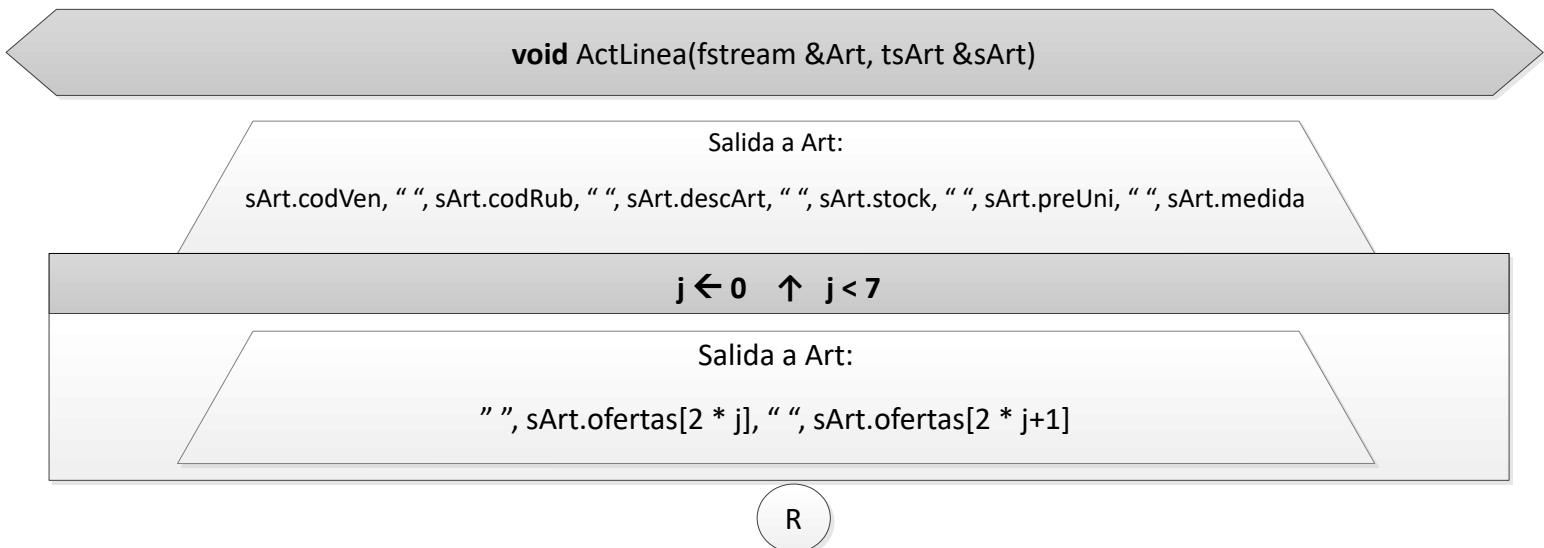 void ActLinea(fstream &Art, tsArt &sArt)
Salida a Art:
sArt.codVen, “ “, sArt.codRub, “ “, sArt.descArt, “ “, sArt.stock, “ “, sArt.preUni, “ “, sArt.medida
j ← 0 ↑ j < 7
Salida a Art:
” ”, sArt.ofertas[2 * j], “ “, sArt.ofertas[2 * j+1]
R